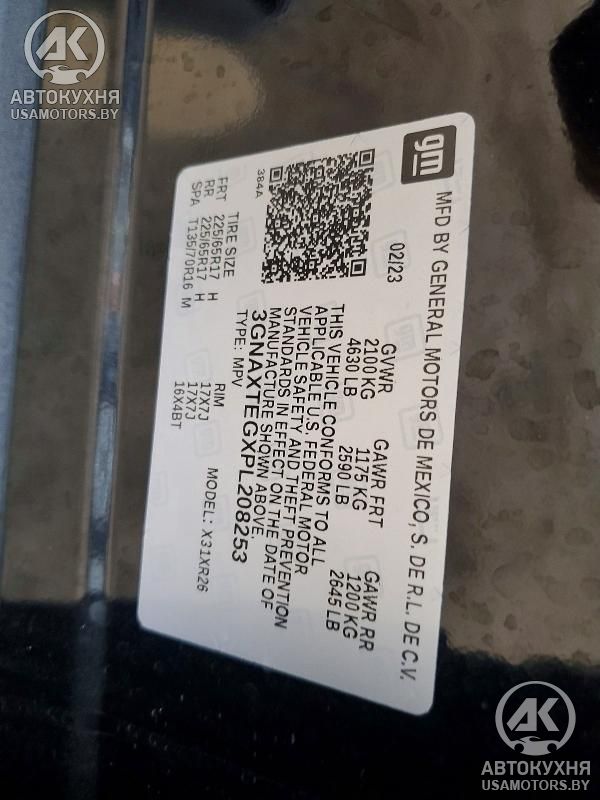 AK
АВТОКУХНЯ
USAMOTORS.BY
gm
MFD BY GENERAL MOTORS DE MEXICO, S. DE R.L. DE C.V.
02/23
GVWR GAWR FRT GAWR RR
2100 KG 1175 KG 1200 KG
4630 LB 2590 LB 2645 LB
THIS VEHICLE CONFORMS TO ALL
APPLICABLE U.S. FEDERAL MOTOR
VEHICLE SAFETY AND THEFT PREVENTION
STANDARDS IN EFFECT ON THE DATE OF
MANUFACTURE SHOWN ABOVE.
3GNAXTEGXPL208253
TYPE: MPV
384A
MODEL: X31XR26
TIRE SIZE RIM
FRT 225/65R17 H 17X7J
RR 225/65R17 H 17X7J
SPA T135/70R16 M 16X4BT
AK
АВТОКУХНЯ
USAMOTORS.BY